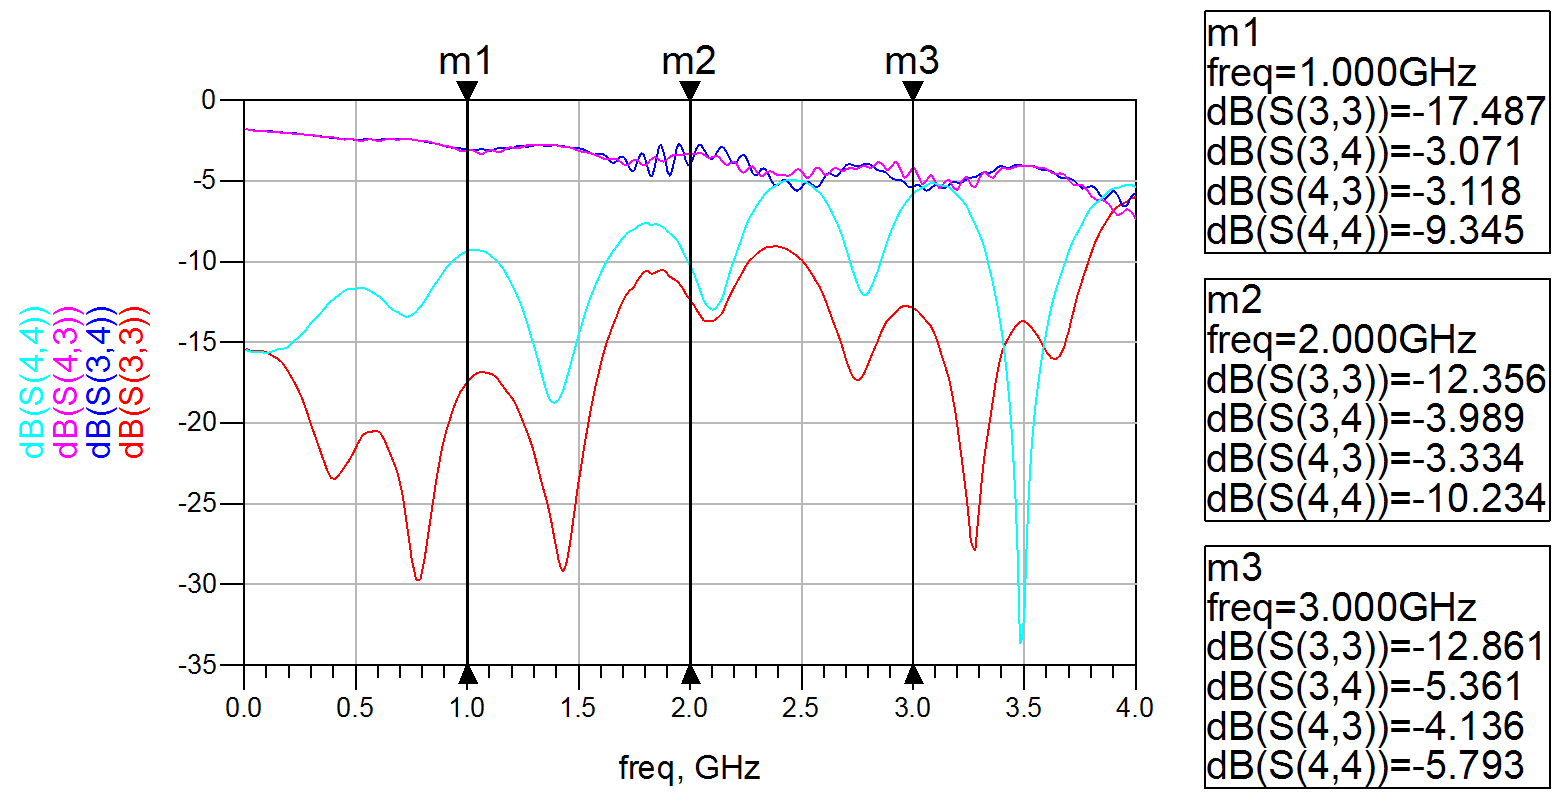 m1
m2
m3
0
-5
-10
-15
-20
-25
-30
-35
0.0
0.5
1.0
1.5
2.0
2.5
3.0
3.5
4.0
freq, GHz
dB(S(4,4))
dB(S(4,3))
dB(S(3,4))
dB(S(3,3))
m1
freq=1.000GHz
dB(S(3,3))=-17.487
dB(S(3,4))=-3.071
dB(S(4,3))=-3.118
dB(S(4,4))=-9.345
m2
freq=2.000GHz
dB(S(3,3))=-12.356
dB(S(3,4))=-3.989
dB(S(4,3))=-3.334
dB(S(4,4))=-10.234
m3
freq=3.000GHz
dB(S(3,3))=-12.861
dB(S(3,4))=-5.361
dB(S(4,3))=-4.136
dB(S(4,4))=-5.793